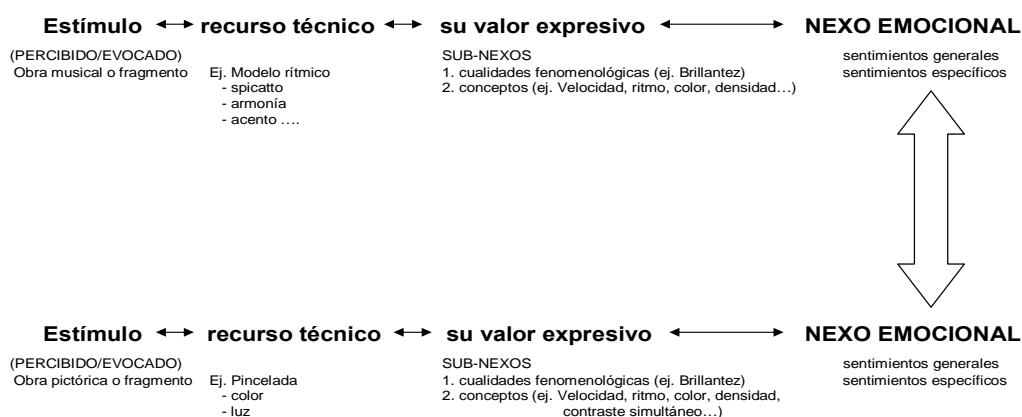 Estímulo recurso técnico su valor expresivo NEXO EMOCIONAL
(PERCIBIDO/EVOCADO) SUB-NEXOS sentimientos generales
Obra musical o fragmento Ej. Modelo rítmico 1. cualidades fenomenológicas (ej. Brillantez) sentimientos específicos
- spicatto 2. conceptos (ej. Velocidad, ritmo, color, densidad…)
- armonía
- acento ….
Estímulo recurso técnico su valor expresivo NEXO EMOCIONAL
(PERCIBIDO/EVOCADO) SUB-NEXOS sentimientos generales
Obra pictórica o fragmento Ej. Pincelada 1. cualidades fenomenológicas (ej. Brillantez) sentimientos específicos
- color 2. conceptos (ej. Velocidad, ritmo, color, densidad,
- luz contraste simultáneo…)